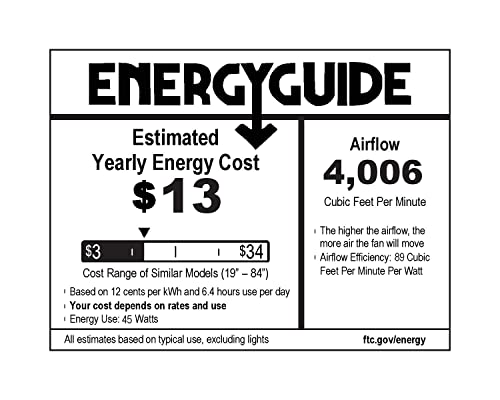 ENERGYGUIDE
Estimated
Yearly Energy Cost
$13
$3 $34
Cost Range of Similar Models (19” – 84”)
Based on 12 cents per kWh and 6.4 hours use per day
Your cost depends on rates and use
Energy Use: 45 Watts
Airflow
4,006
Cubic Feet Per Minute
The higher the airflow, the
more air the fan will move
Airflow Efficiency: 89 Cubic
Feet Per Minute Per Watt
All estimates based on typical use, excluding lights
ftc.gov/energy